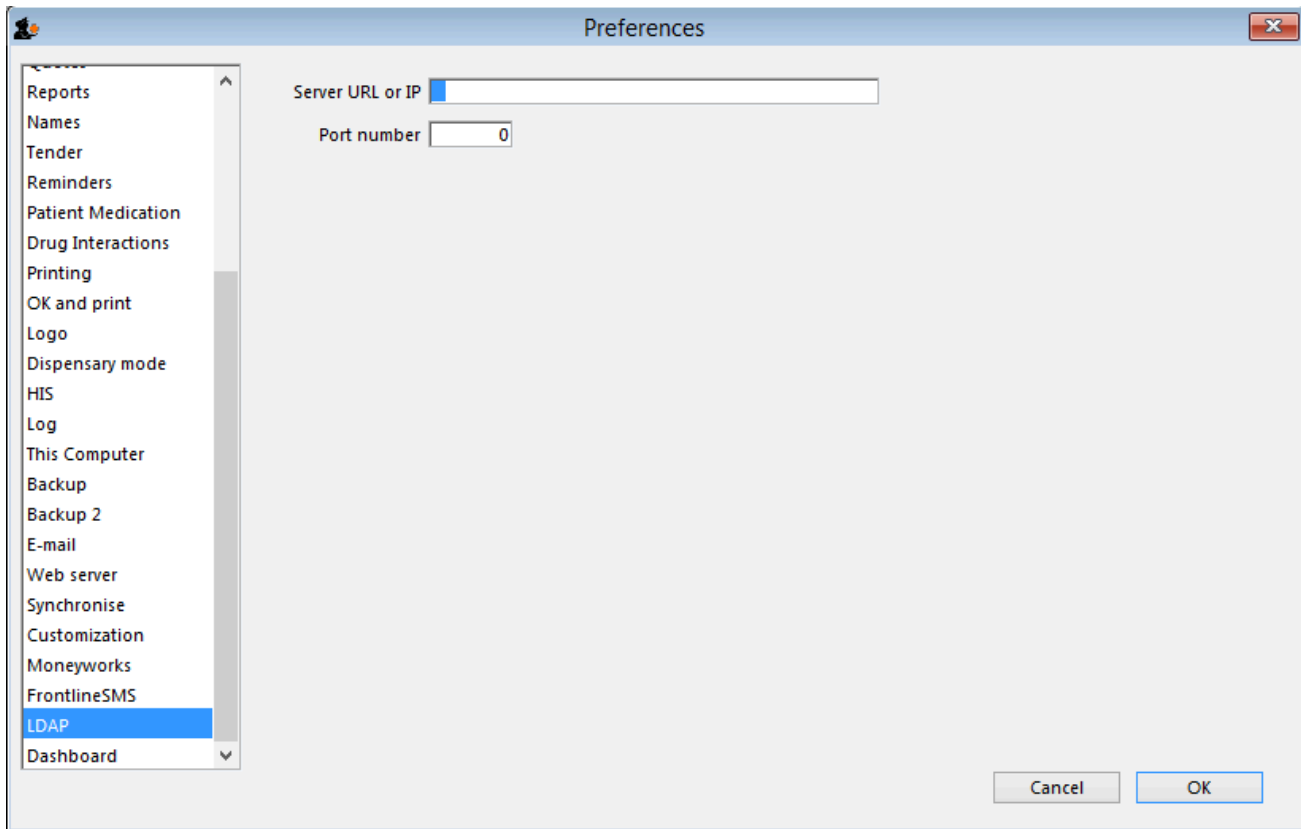 Preferences
Reports
Names
Tender
Reminders
Patient Medication
Drug Interactions
Printing
OK and print
Logo
Dispensary mode
HIS
Log
This Computer
Backup
Backup 2
E-mail
Web server
Synchronise
Customization
Moneyworks
FrontlineSMS
LDAP
Dashboard
Server URL or IP
Port number 0
Cancel OK